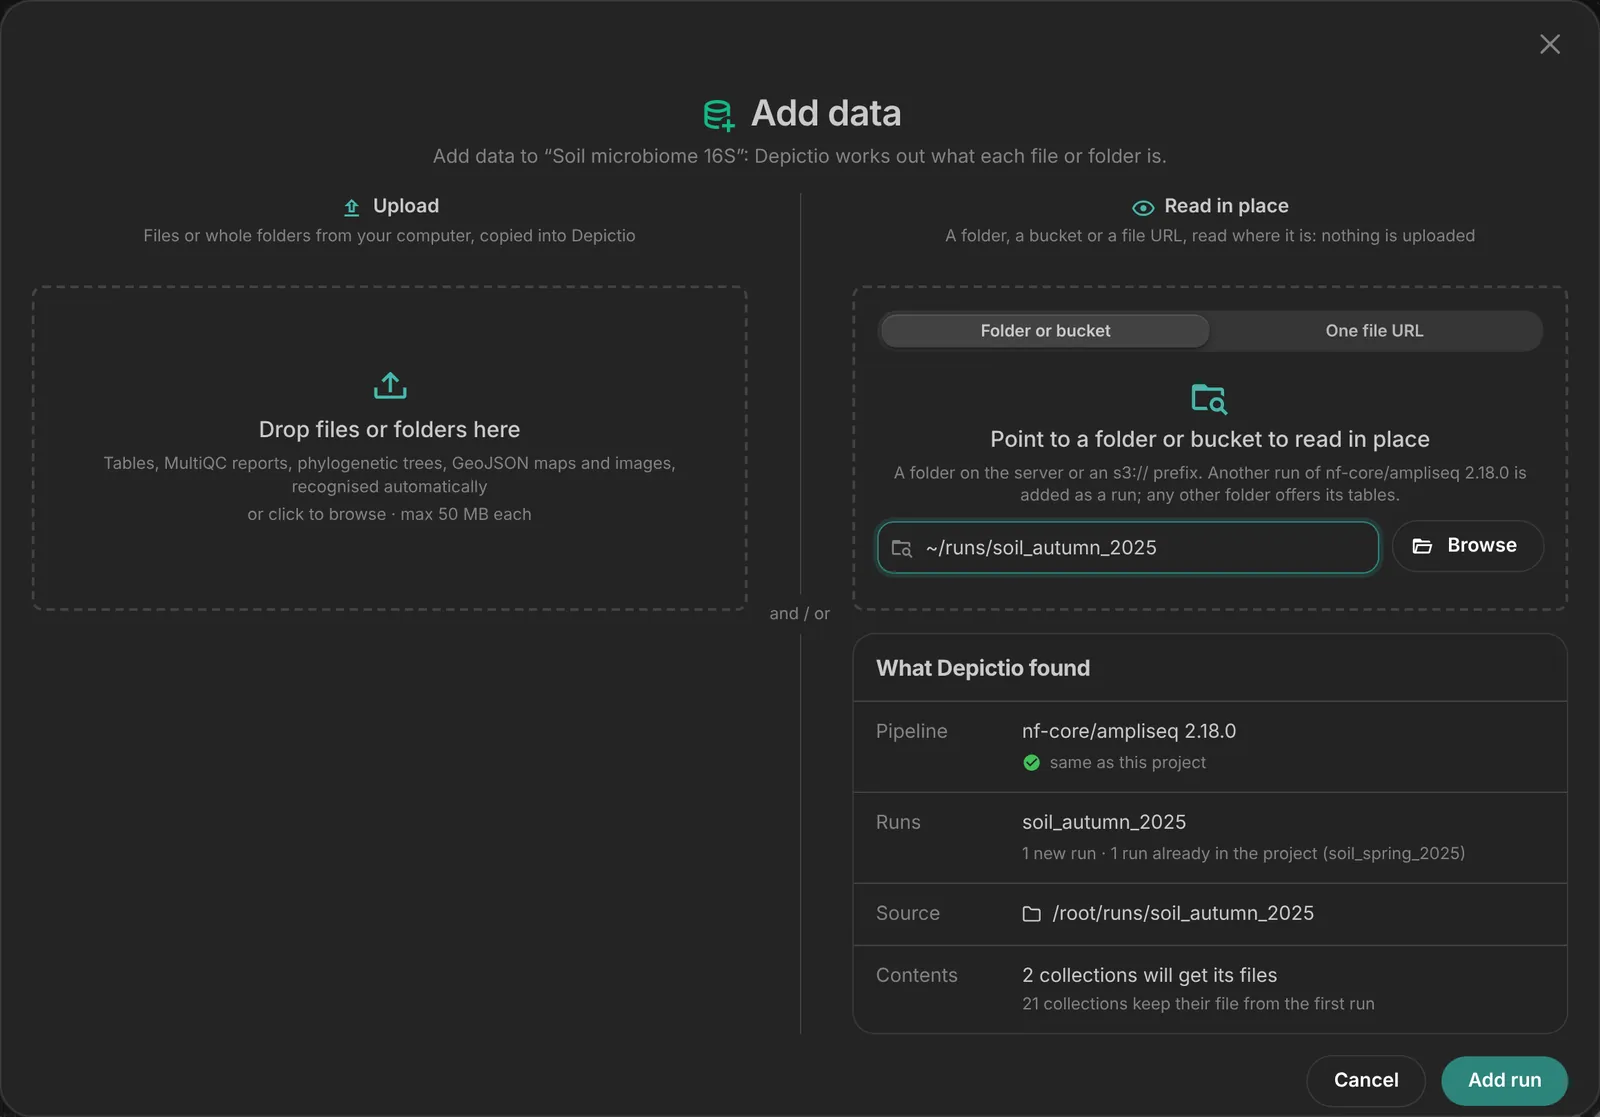 Add data
Add data to “Soil microbiome 16S”: Depictio works out what each file or folder is.
Upload
Files or whole folders from your computer, copied into Depictio
Drop files or folders here
Tables, MultiQC reports, phylogenetic trees, GeoJSON maps and images,
recognised automatically
or click to browse · max 50 MB each
and / or
Read in place
A folder, a bucket or a file URL, read where it is: nothing is uploaded
Folder or bucket
One file URL
Point to a folder or bucket to read in place
A folder on the server or an s3:// prefix. Another run of nf-core/ampliseq 2.18.0 is
added as a run; any other folder offers its tables.
~/runs/soil_autumn_2025
Browse
What Depictio found
Pipeline
nf-core/ampliseq 2.18.0
same as this project
Runs
soil_autumn_2025
1 new run · 1 run already in the project (soil_spring_2025)
Source
/root/runs/soil_autumn_2025
Contents
2 collections will get its files
21 collections keep their file from the first run
Cancel
Add run